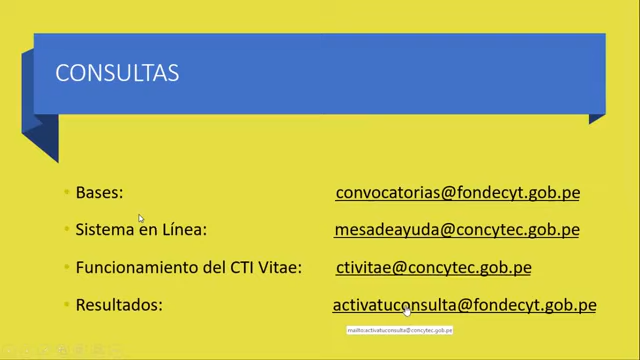 CONSULTAS
• Bases: convocatorias@fondecyt.gob.pe
• Sistema en Línea: mesadeayuda@concytec.gob.pe
• Funcionamiento del CTI Vitae: ctivitae@concytec.gob.pe
• Resultados: activatuconsulta@fondecyt.gob.pe
mailto:activatuconsulta@concytec.gob.pe